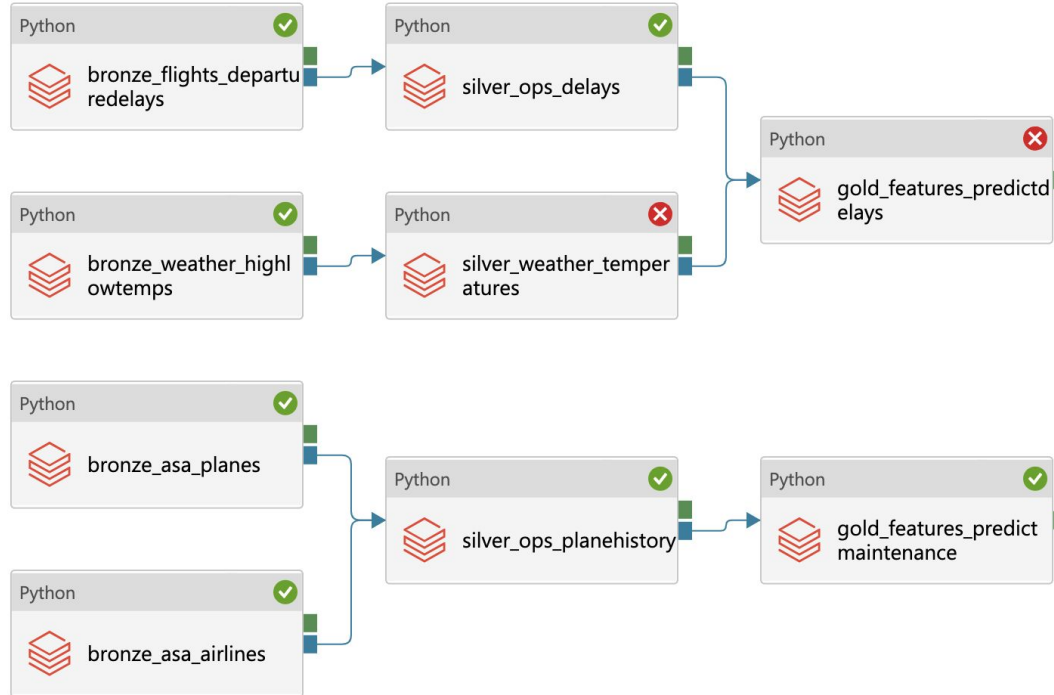 Python
bronze_flights_departu
redelays
Python
silver_ops_delays
Python
gold_features_predictd
elays
Python
bronze_weather_highl
owtemps
Python
silver_weather_temper
atures
Python
bronze_asa_planes
Python
silver_ops_planehistory
Python
gold_features_predict
maintenance
Python
bronze_asa_airlines